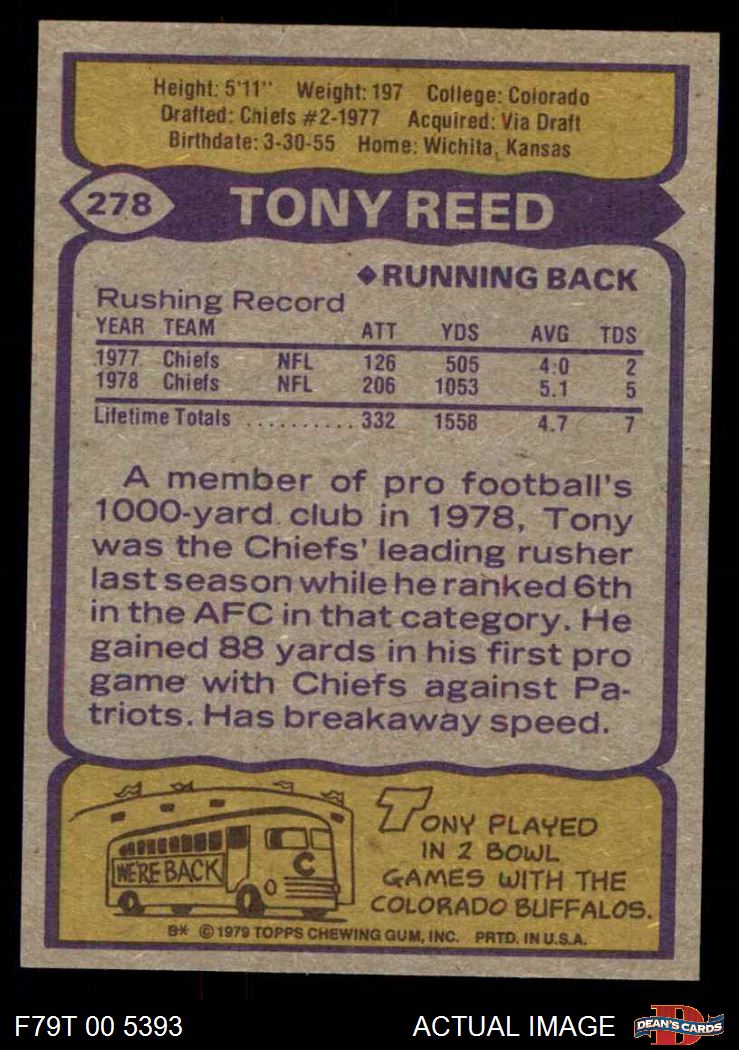 Height: 5'11" Weight: 197 College: Colorado
Drafted: Chiefs #2-1977 Acquired: Via Draft
Birthdate: 3-30-55 Home: Wichita, Kansas
278 TONY REED
◆RUNNING BACK
Rushing Record
YEAR TEAM ATT YDS AVG TDS
1977 Chiefs NFL 126 505 4.0 2
1978 Chiefs NFL 206 1053 5.1 5
Lifetime Totals .......... 332 1558 4.7 7
A member of pro football's
1000-yard club in 1978, Tony
was the Chiefs' leading rusher
last season while he ranked 6th
in the AFC in that category. He
gained 88 yards in his first pro
game with Chiefs against Pa-
triots. Has breakaway speed.
WE'RE BACK
C
TONY PLAYED
IN 2 BOWL
GAMES WITH THE
COLORADO BUFFALOS.
B* © 1979 TOPPS CHEWING GUM, INC. PRTD. IN U.S.A.
F79T 00 5393 ACTUAL IMAGE
D
DEAN'S CARDS